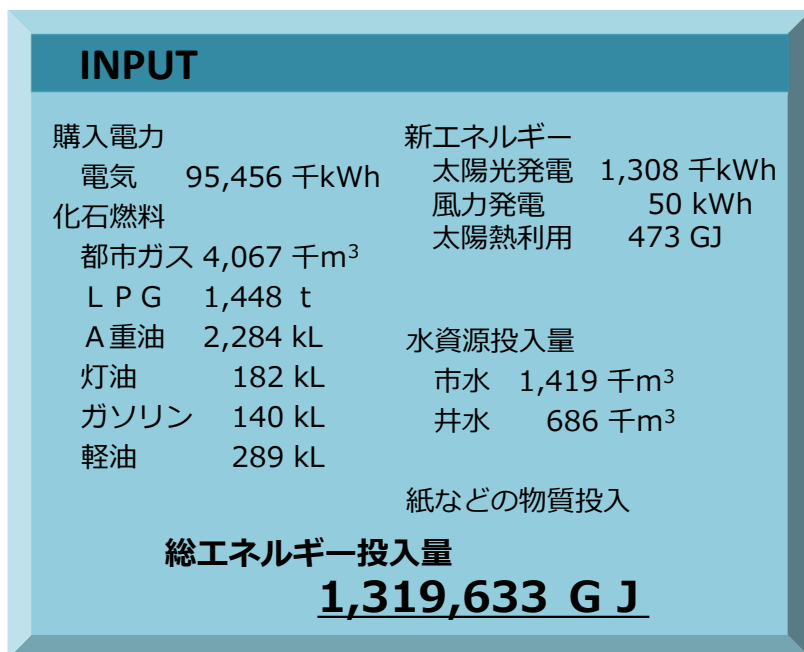 INPUT
購入電力
電気 95,456 千kWh
化石燃料
都市ガス 4,067 千m³
ＬＰＧ 1,448 t
Ａ重油 2,284 kL
灯油 182 kL
ガソリン 140 kL
軽油 289 kL
新エネルギー
太陽光発電 1,308 千kWh
風力発電 50 kWh
太陽熱利用 473 GJ
水資源投入量
市水 1,419 千m³
井水 686 千m³
紙などの物質投入
総エネルギー投入量
1,319,633 ＧＪ